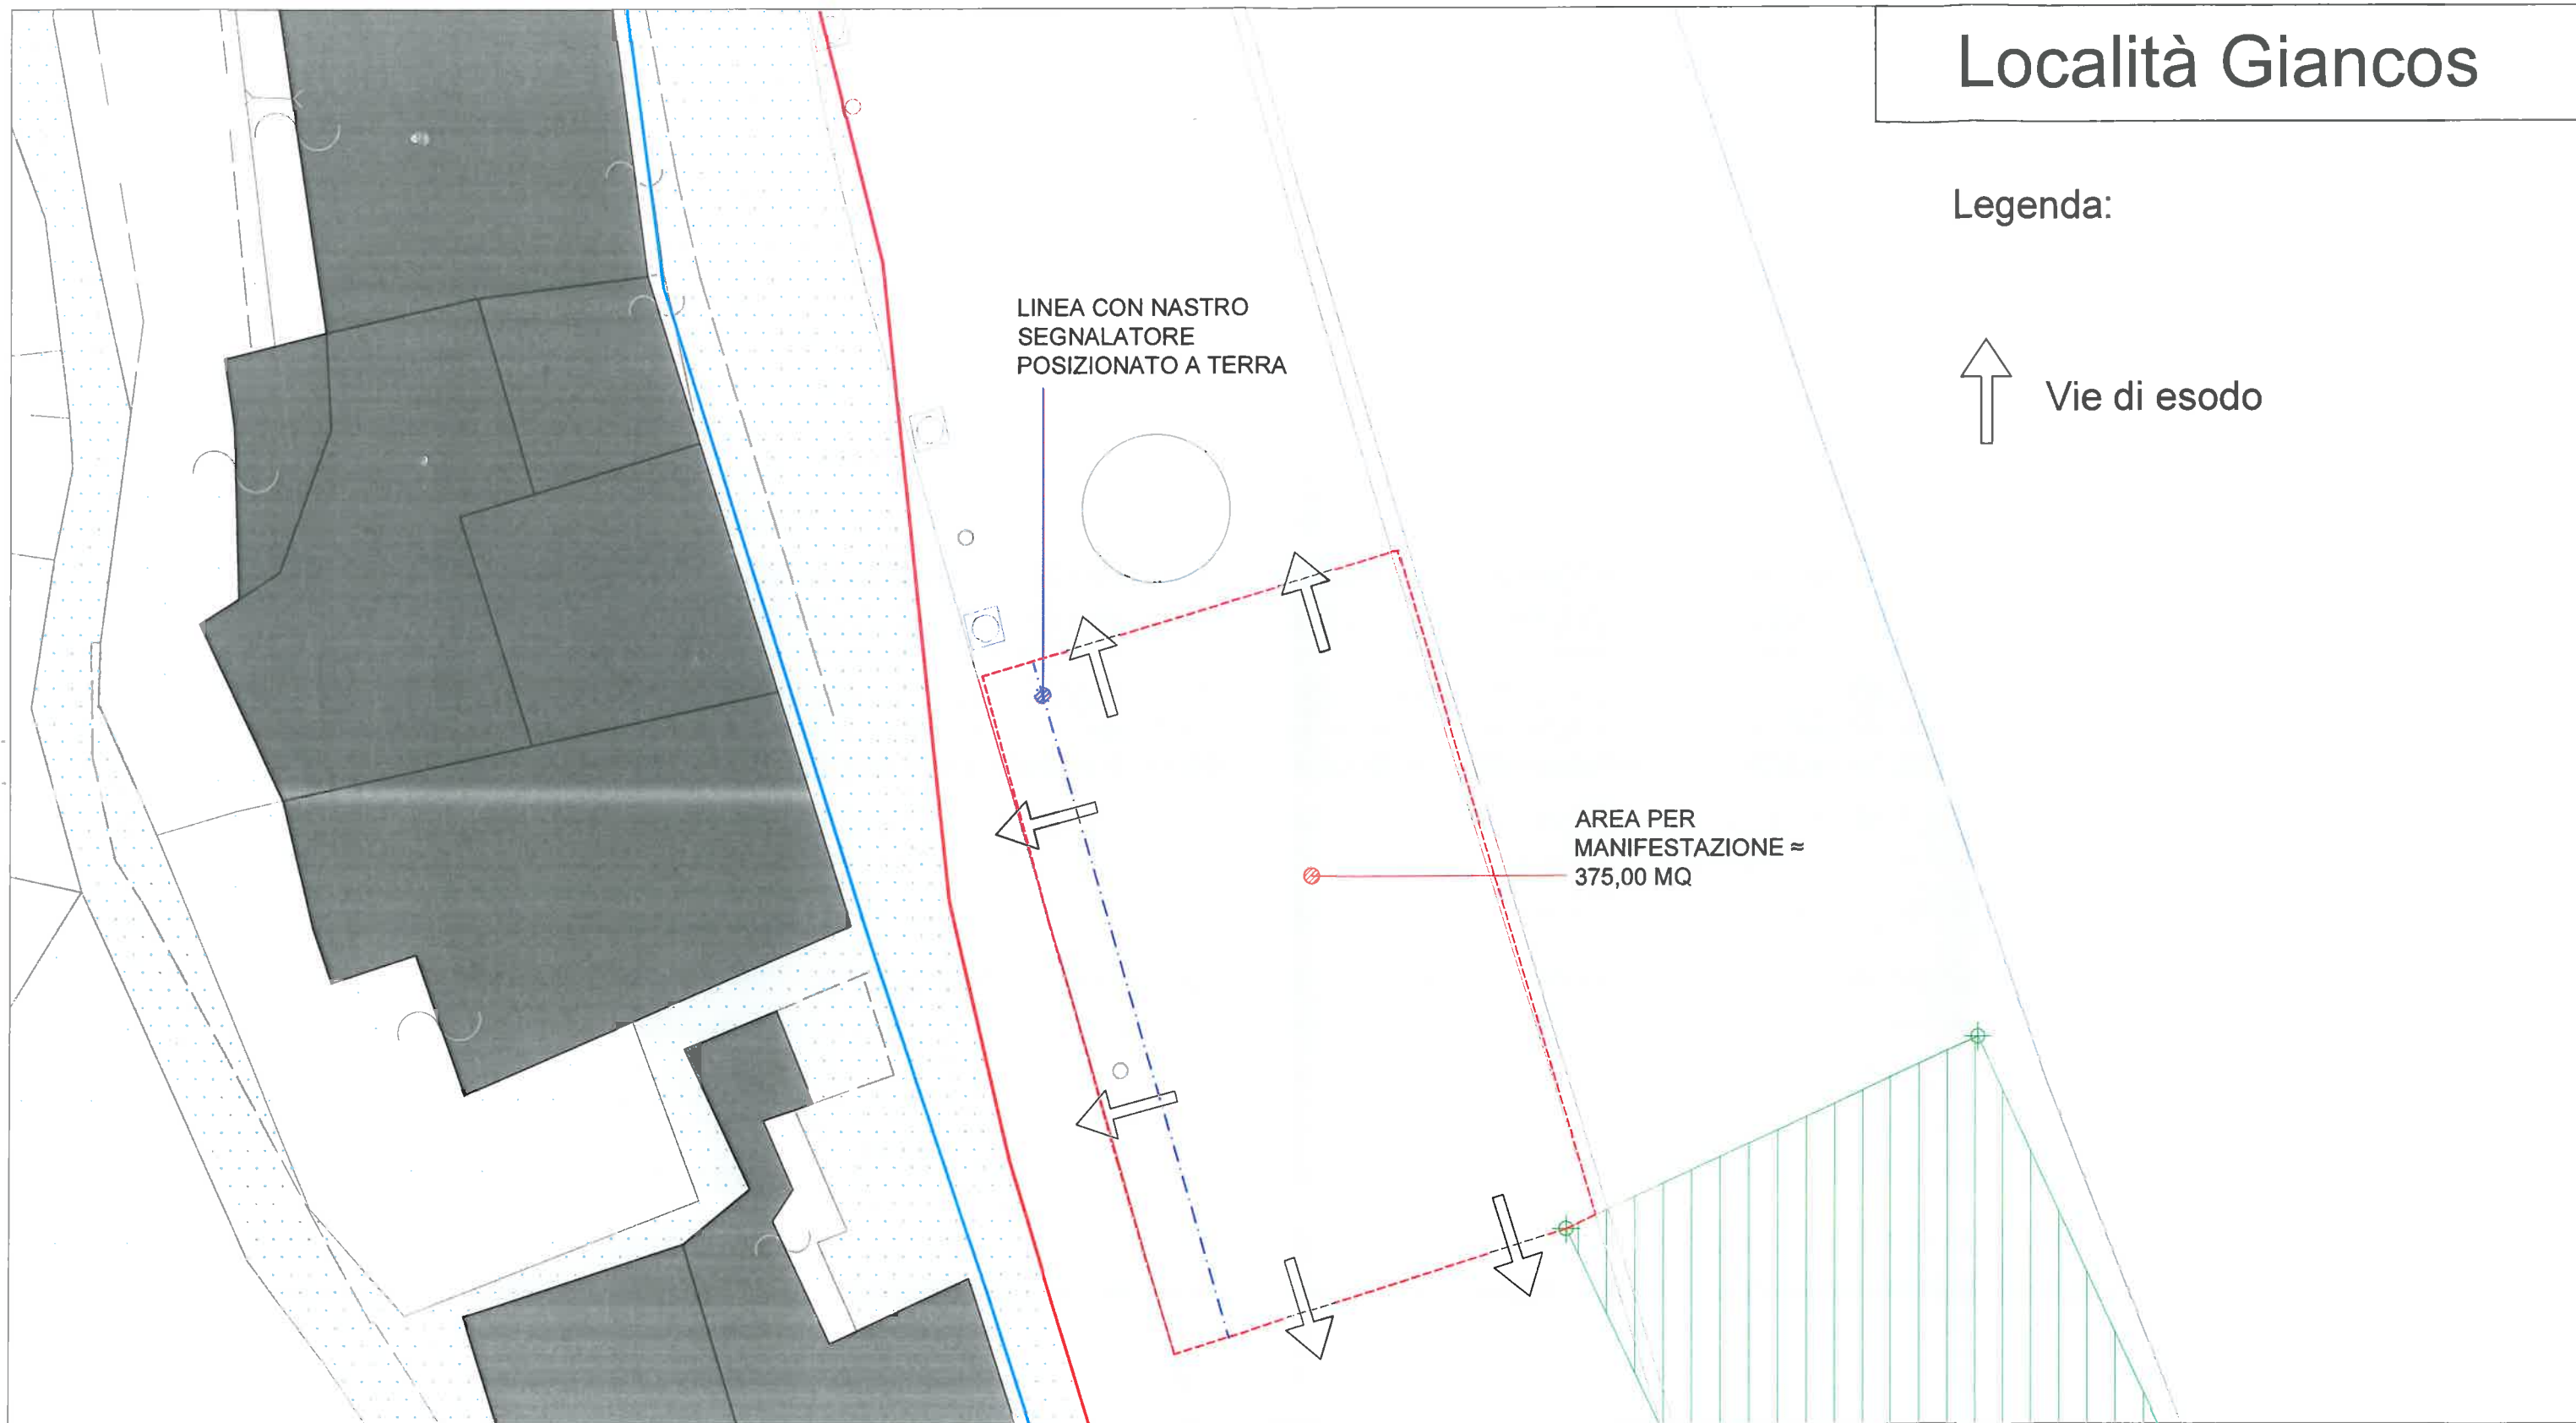 Località Giancos
Legenda:
Vie di esodo
LINEA CON NASTRO
SEGNALATORE
POSIZIONATO A TERRA
AREA PER
MANIFESTAZIONE ≈
375,00 MQ